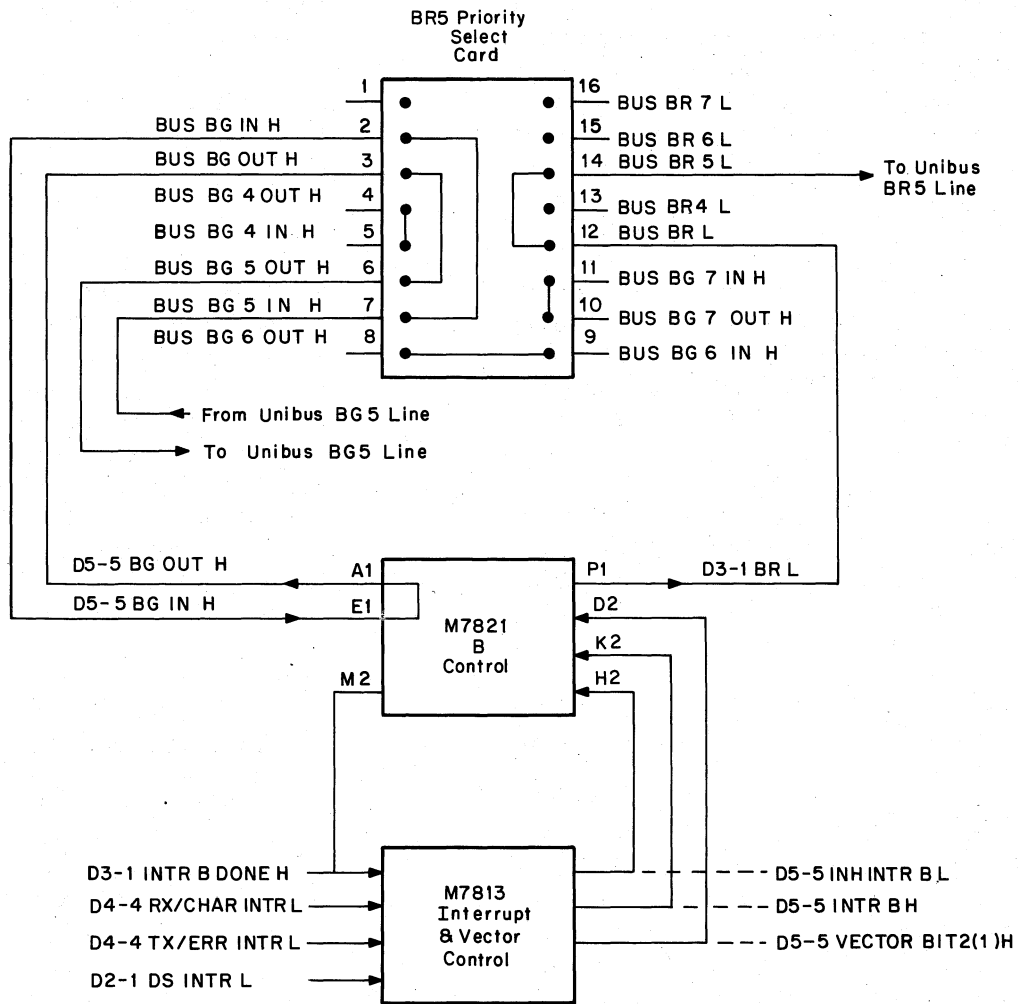 BR5 Priority
Select
Card
1
16
BUS BR 7 L
BUS BG IN H
2
15
BUS BR 6 L
BUS BG OUT H
3
14
BUS BR 5 L
To Unibus
BR5 Line
BUS BG 4 OUT H
4
13
BUS BR4 L
BUS BG 4 IN H
5
12
BUS BR L
BUS BG 5 OUT H
6
11
BUS BG 7 IN H
BUS BG 5 IN H
7
10
BUS BG 7 OUT H
BUS BG 6 OUT H
8
9
BUS BG 6 IN H
From Unibus BG5 Line
To Unibus BG5 Line
D5-5 BG OUT H
A1
P1
D3-1 BR L
D5-5 BG IN H
E1
D2
M7821
B
Control
K2
M2
H2
D3-1 INTR B DONE H
D4-4 RX/CHAR INTR L
D4-4 TX/ERR INTR L
D2-1 DS INTR L
M7813
Interrupt
& Vector
Control
D5-5 INH INTR B L
D5-5 INTR B H
D5-5 VECTOR BIT2(1)H